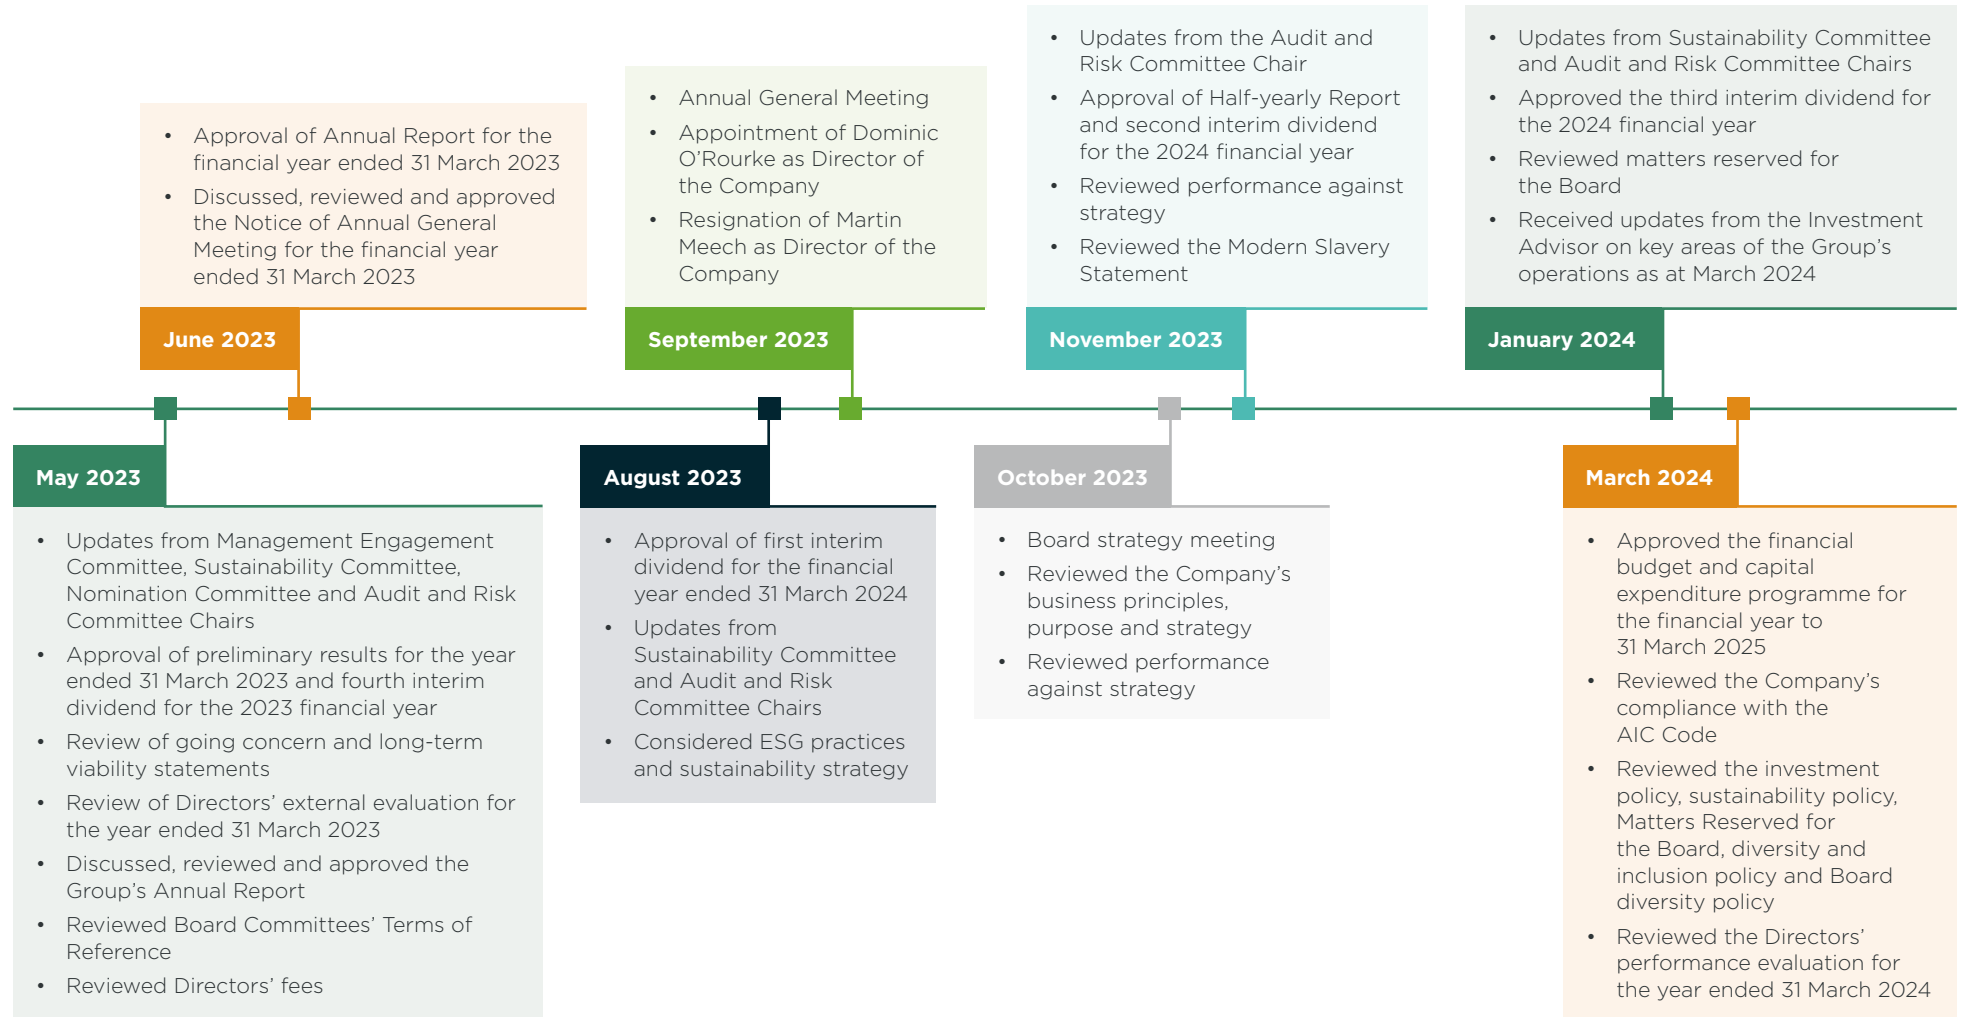 May 2023
• Updates from Management Engagement
Committee, Sustainability Committee,
Nomination Committee and Audit and Risk
Committee Chairs
• Approval of preliminary results for the year
ended 31 March 2023 and fourth interim
dividend for the 2023 financial year
• Review of going concern and long-term
viability statements
• Review of Directors’ external evaluation for
the year ended 31 March 2023
• Discussed, reviewed and approved the
Group’s Annual Report
• Reviewed Board Committees’ Terms of
Reference
• Reviewed Directors’ fees
June 2023
• Approval of Annual Report for the
financial year ended 31 March 2023
• Discussed, reviewed and approved
the Notice of Annual General
Meeting for the financial year
ended 31 March 2023
August 2023
• Approval of first interim
dividend for the financial
year ended 31 March 2024
• Updates from
Sustainability Committee
and Audit and Risk
Committee Chairs
• Considered ESG practices
and sustainability strategy
September 2023
• Annual General Meeting
• Appointment of Dominic
O’Rourke as Director of
the Company
• Resignation of Martin
Meech as Director of the
Company
October 2023
• Board strategy meeting
• Reviewed the Company’s
business principles,
purpose and strategy
• Reviewed performance
against strategy
November 2023
• Updates from the Audit and
Risk Committee Chair
• Approval of Half-yearly Report
and second interim dividend
for the 2024 financial year
• Reviewed performance against
strategy
• Reviewed the Modern Slavery
Statement
January 2024
• Updates from Sustainability Committee
and Audit and Risk Committee Chairs
• Approved the third interim dividend for
the 2024 financial year
• Reviewed matters reserved for
the Board
• Received updates from the Investment
Advisor on key areas of the Group’s
operations as at March 2024
March 2024
• Approved the financial
budget and capital
expenditure programme for
the financial year to
31 March 2025
• Reviewed the Company’s
compliance with the
AIC Code
• Reviewed the investment
policy, sustainability policy,
Matters Reserved for
the Board, diversity and
inclusion policy and Board
diversity policy
• Reviewed the Directors’
performance evaluation for
the year ended 31 March 2024